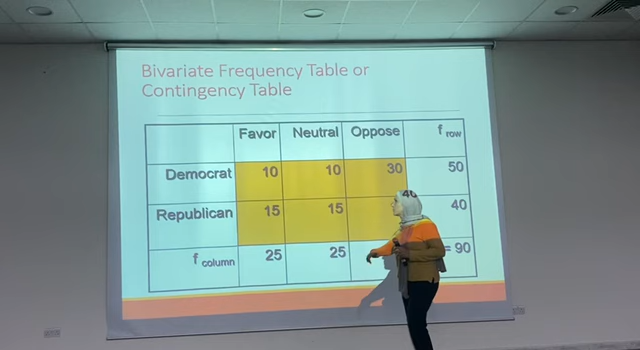 Bivariate Frequency Table or
Contingency Table
Favor Neutral Oppose f row
Democrat 10 10 30 50
40
Republican 15 15 40
f column 25 25 = 90